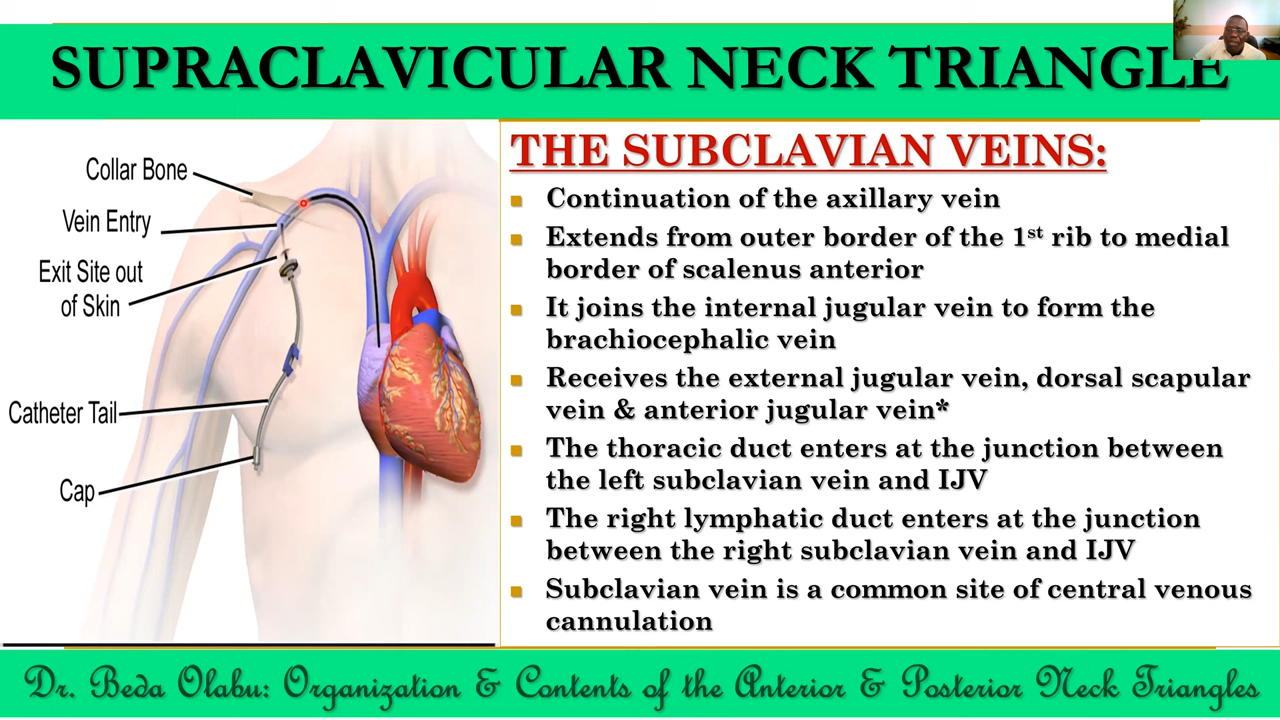 SUPRACLAVICULAR NECK TRIANGLE
Collar Bone
Vein Entry
Exit Site out
of Skin
Catheter Tail
Cap
THE SUBCLAVIAN VEINS:
Continuation of the axillary vein
Extends from outer border of the 1st rib to medial
border of scalenus anterior
It joins the internal jugular vein to form the
brachiocephalic vein
Receives the external jugular vein, dorsal scapular
vein & anterior jugular vein*
The thoracic duct enters at the junction between
the left subclavian vein and IJV
The right lymphatic duct enters at the junction
between the right subclavian vein and IJV
Subclavian vein is a common site of central venous
cannulation
Dr. Beda Olabu: Organization & Contents of the Anterior & Posterior Neck Triangles